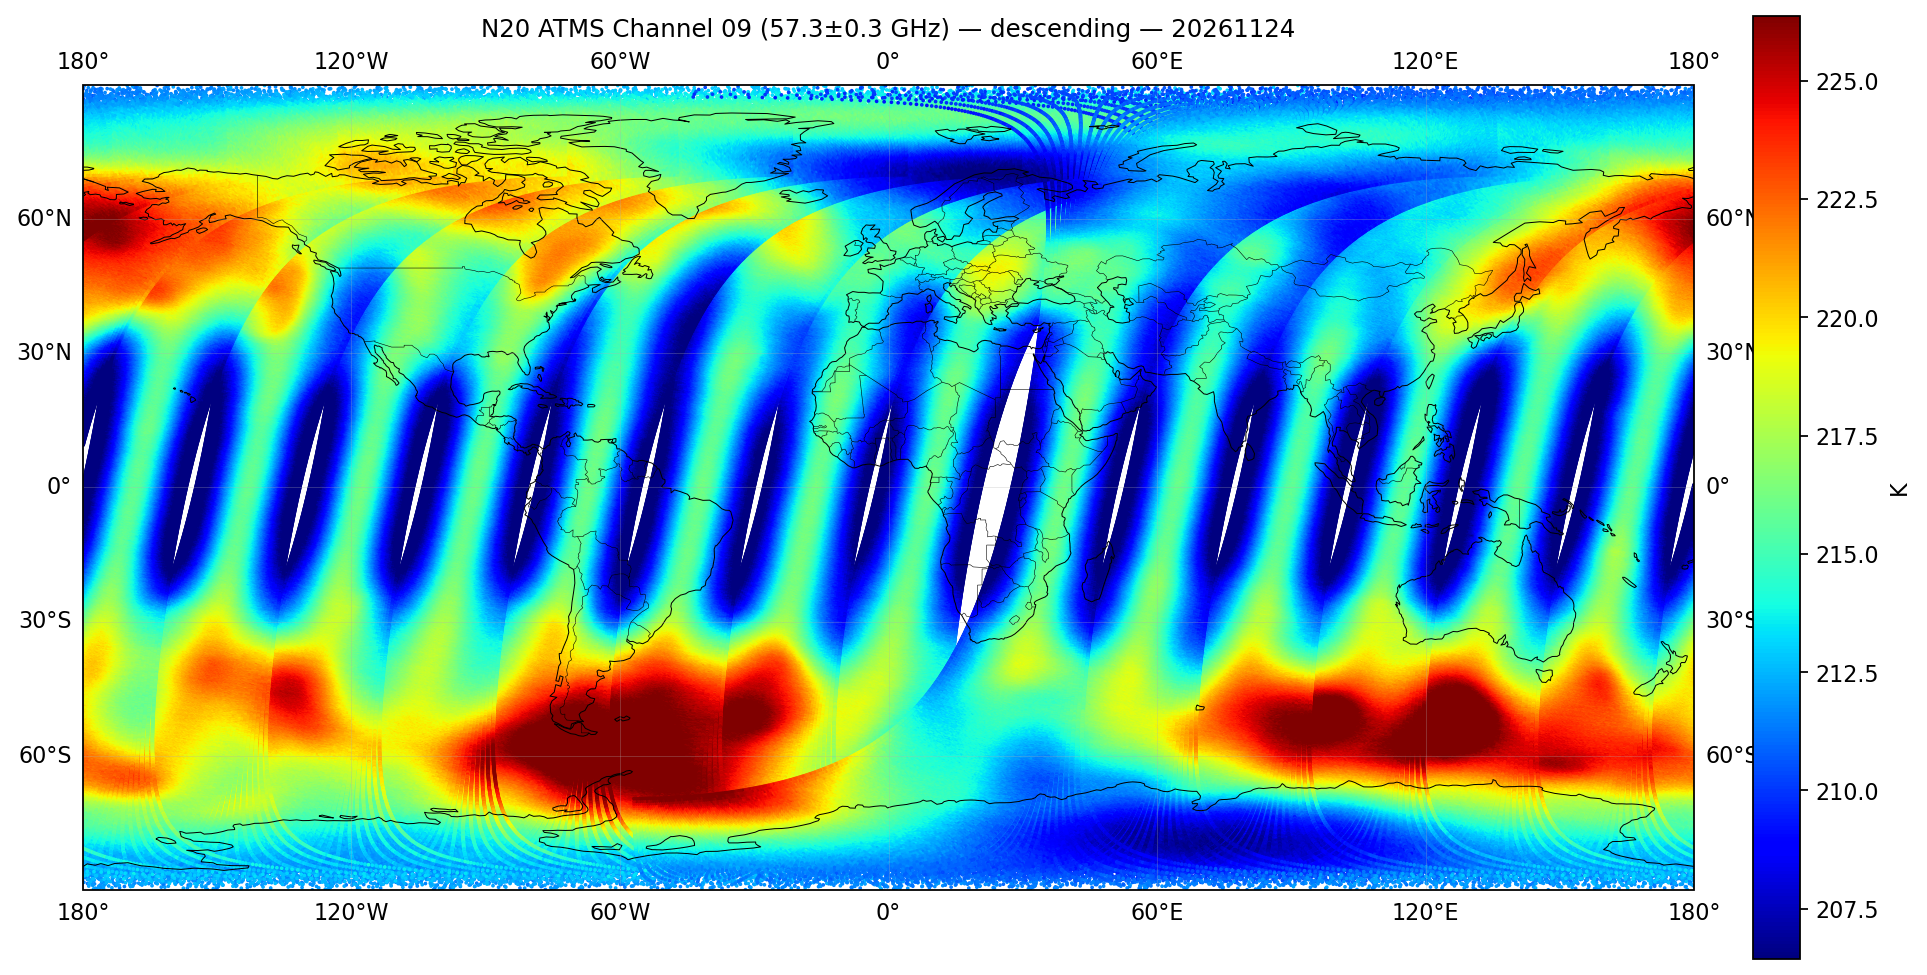 N20 ATMS Channel 09 (57.3±0.3 GHz) — descending — 20261124
180° 120°W 60°W 0° 60°E 120°E 180°
225.0
60°N 60°N 222.5
220.0
30°N 30°N
217.5
0° 0° K
215.0
30°S 30°S
212.5
60°S 60°S
210.0
180° 120°W 60°W 0° 60°E 120°E 180°
207.5